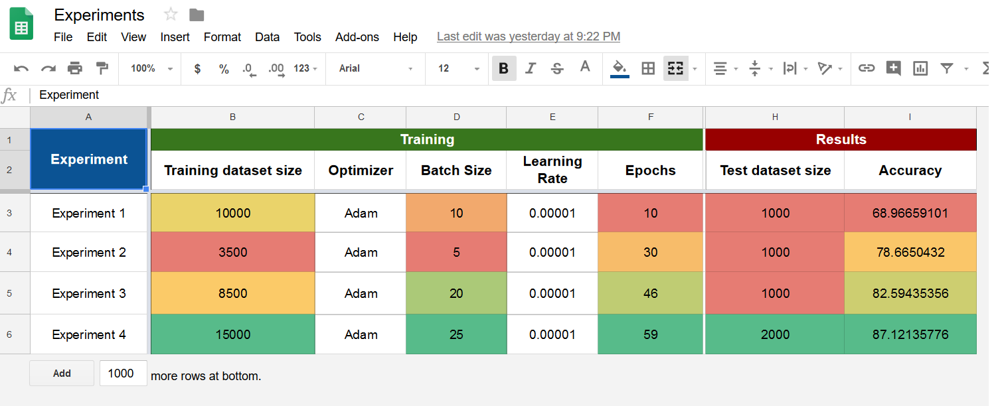 Experiments
File Edit View Insert Format Data Tools Add-ons Help Last edit was yesterday at 9:22 PM
100% $ % .0 .00 123 Arial 12 B I S A
fx Experiment
A B C D E F H I
1 Experiment Training Results
2 Training dataset size Optimizer Batch Size Learning Rate Epochs Test dataset size Accuracy
3 Experiment 1 10000 Adam 10 0.00001 10 1000 68.96659101
4 Experiment 2 3500 Adam 5 0.00001 30 1000 78.6650432
5 Experiment 3 8500 Adam 20 0.00001 46 1000 82.59435356
6 Experiment 4 15000 Adam 25 0.00001 59 2000 87.12135776
Add 1000 more rows at bottom.